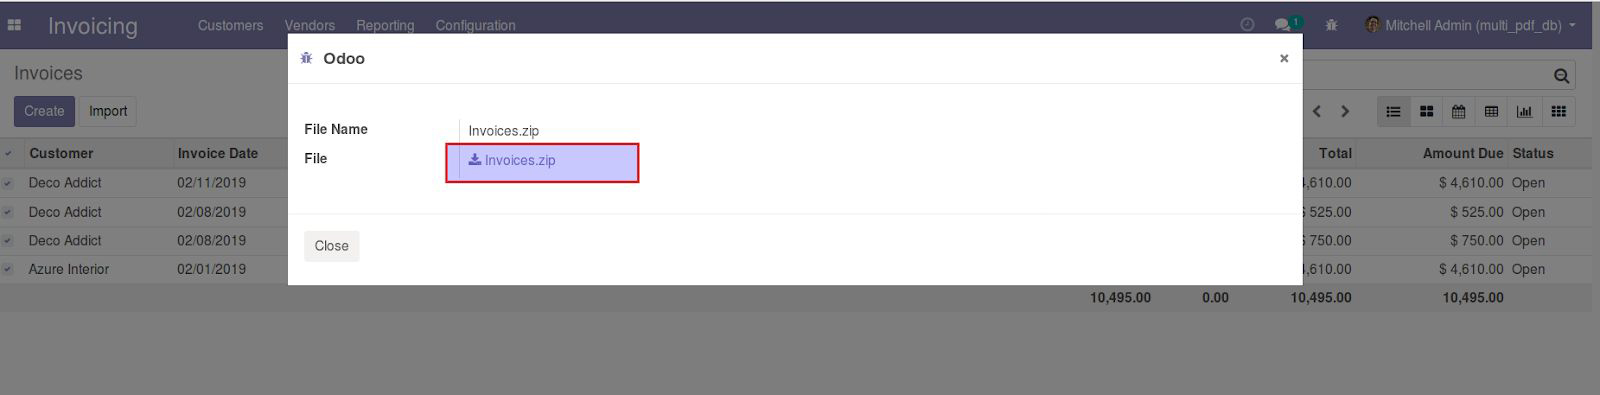 Invoicing Customers Vendors Reporting Configuration 1 Mitchell Admin (multi_pdf_db)
Odoo ×
Invoices
Create Import
File Name Invoices.zip
File Invoices.zip
Customer Invoice Date Total Amount Due Status
Deco Addict 02/11/2019 4,610.00 $ 4,610.00 Open
Deco Addict 02/08/2019 525.00 $ 525.00 Open
Deco Addict 02/08/2019 750.00 $ 750.00 Open
Azure Interior 02/01/2019 ,610.00 $ 4,610.00 Open
Close
10,495.00 0.00 10,495.00 10,495.00